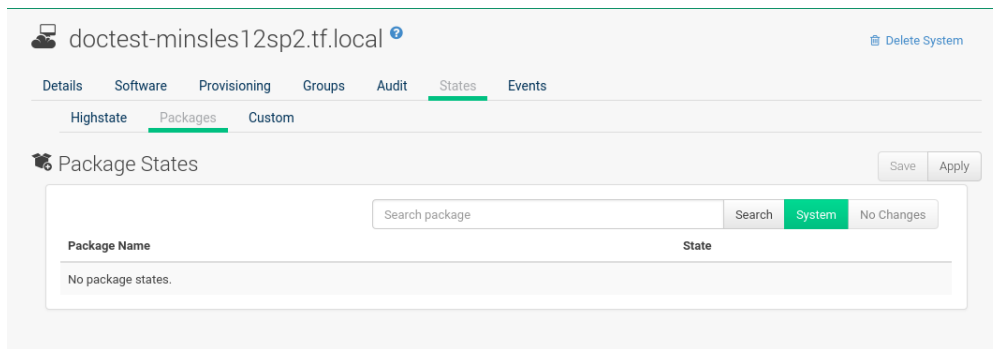 doctest-minsles12sp2.tf.local ?
Delete System
Details Software Provisioning Groups Audit States Events
Highstate Packages Custom
Package States
Save Apply
Search package Search System No Changes
Package Name State
No package states.